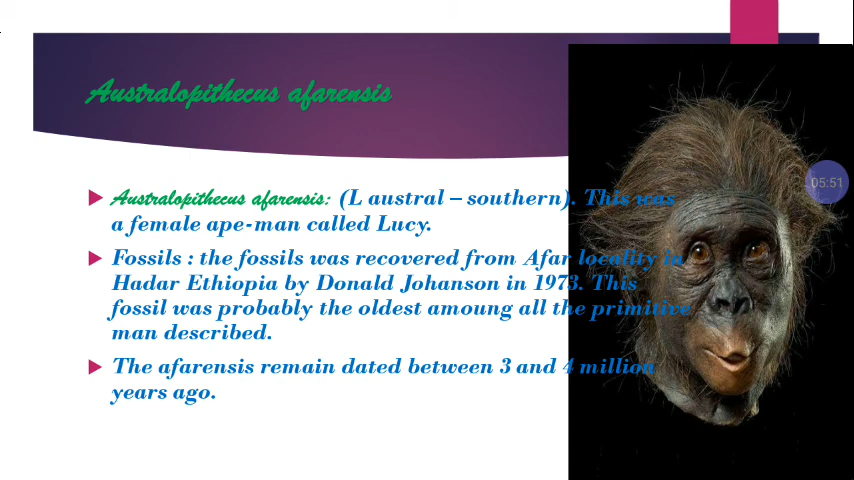 Australopithecus afarensis
Australopithecus afarensis: (L austral – southern). This was
a female ape-man called Lucy.
Fossils : the fossils was recovered from Afar locality in
Hadar Ethiopia by Donald Johanson in 1973. This
fossil was probably the oldest amoung all the primitive
man described.
The afarensis remain dated between 3 and 4 million
years ago.
05:51